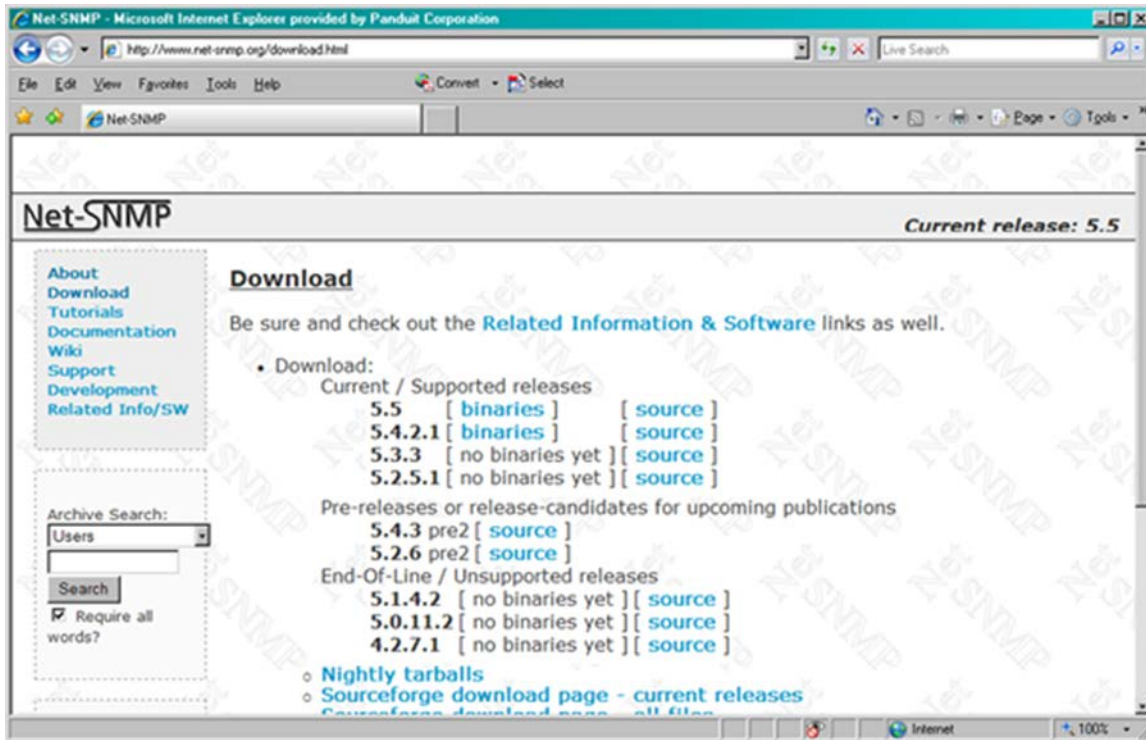 Net-SNMP - Microsoft Internet Explorer provided by Panduit Corporation
http://www.net-snmp.org/download.html
Live Search
File Edit View Favorites Tools Help
Convert Select
Net-SNMP
Page Tools
Net-SNMP
Current release: 5.5
About
Download
Tutorials
Documentation
Wiki
Support
Development
Related Info/SW
Archive Search:
Users
Search
Require all
words?
Download
Be sure and check out the Related Information & Software links as well.
• Download:
Current / Supported releases
5.5 [ binaries ] [ source ]
5.4.2.1 [ binaries ] [ source ]
5.3.3 [ no binaries yet ][ source ]
5.2.5.1 [ no binaries yet ][ source ]
Pre-releases or release-candidates for upcoming publications
5.4.3 pre2 [ source ]
5.2.6 pre2 [ source ]
End-Of-Line / Unsupported releases
5.1.4.2 [ no binaries yet ][ source ]
5.0.11.2 [ no binaries yet ][ source ]
4.2.7.1 [ no binaries yet ][ source ]
Nightly tarballs
Sourceforge download page - current releases
Sourceforge download page - all files
Internet
100%